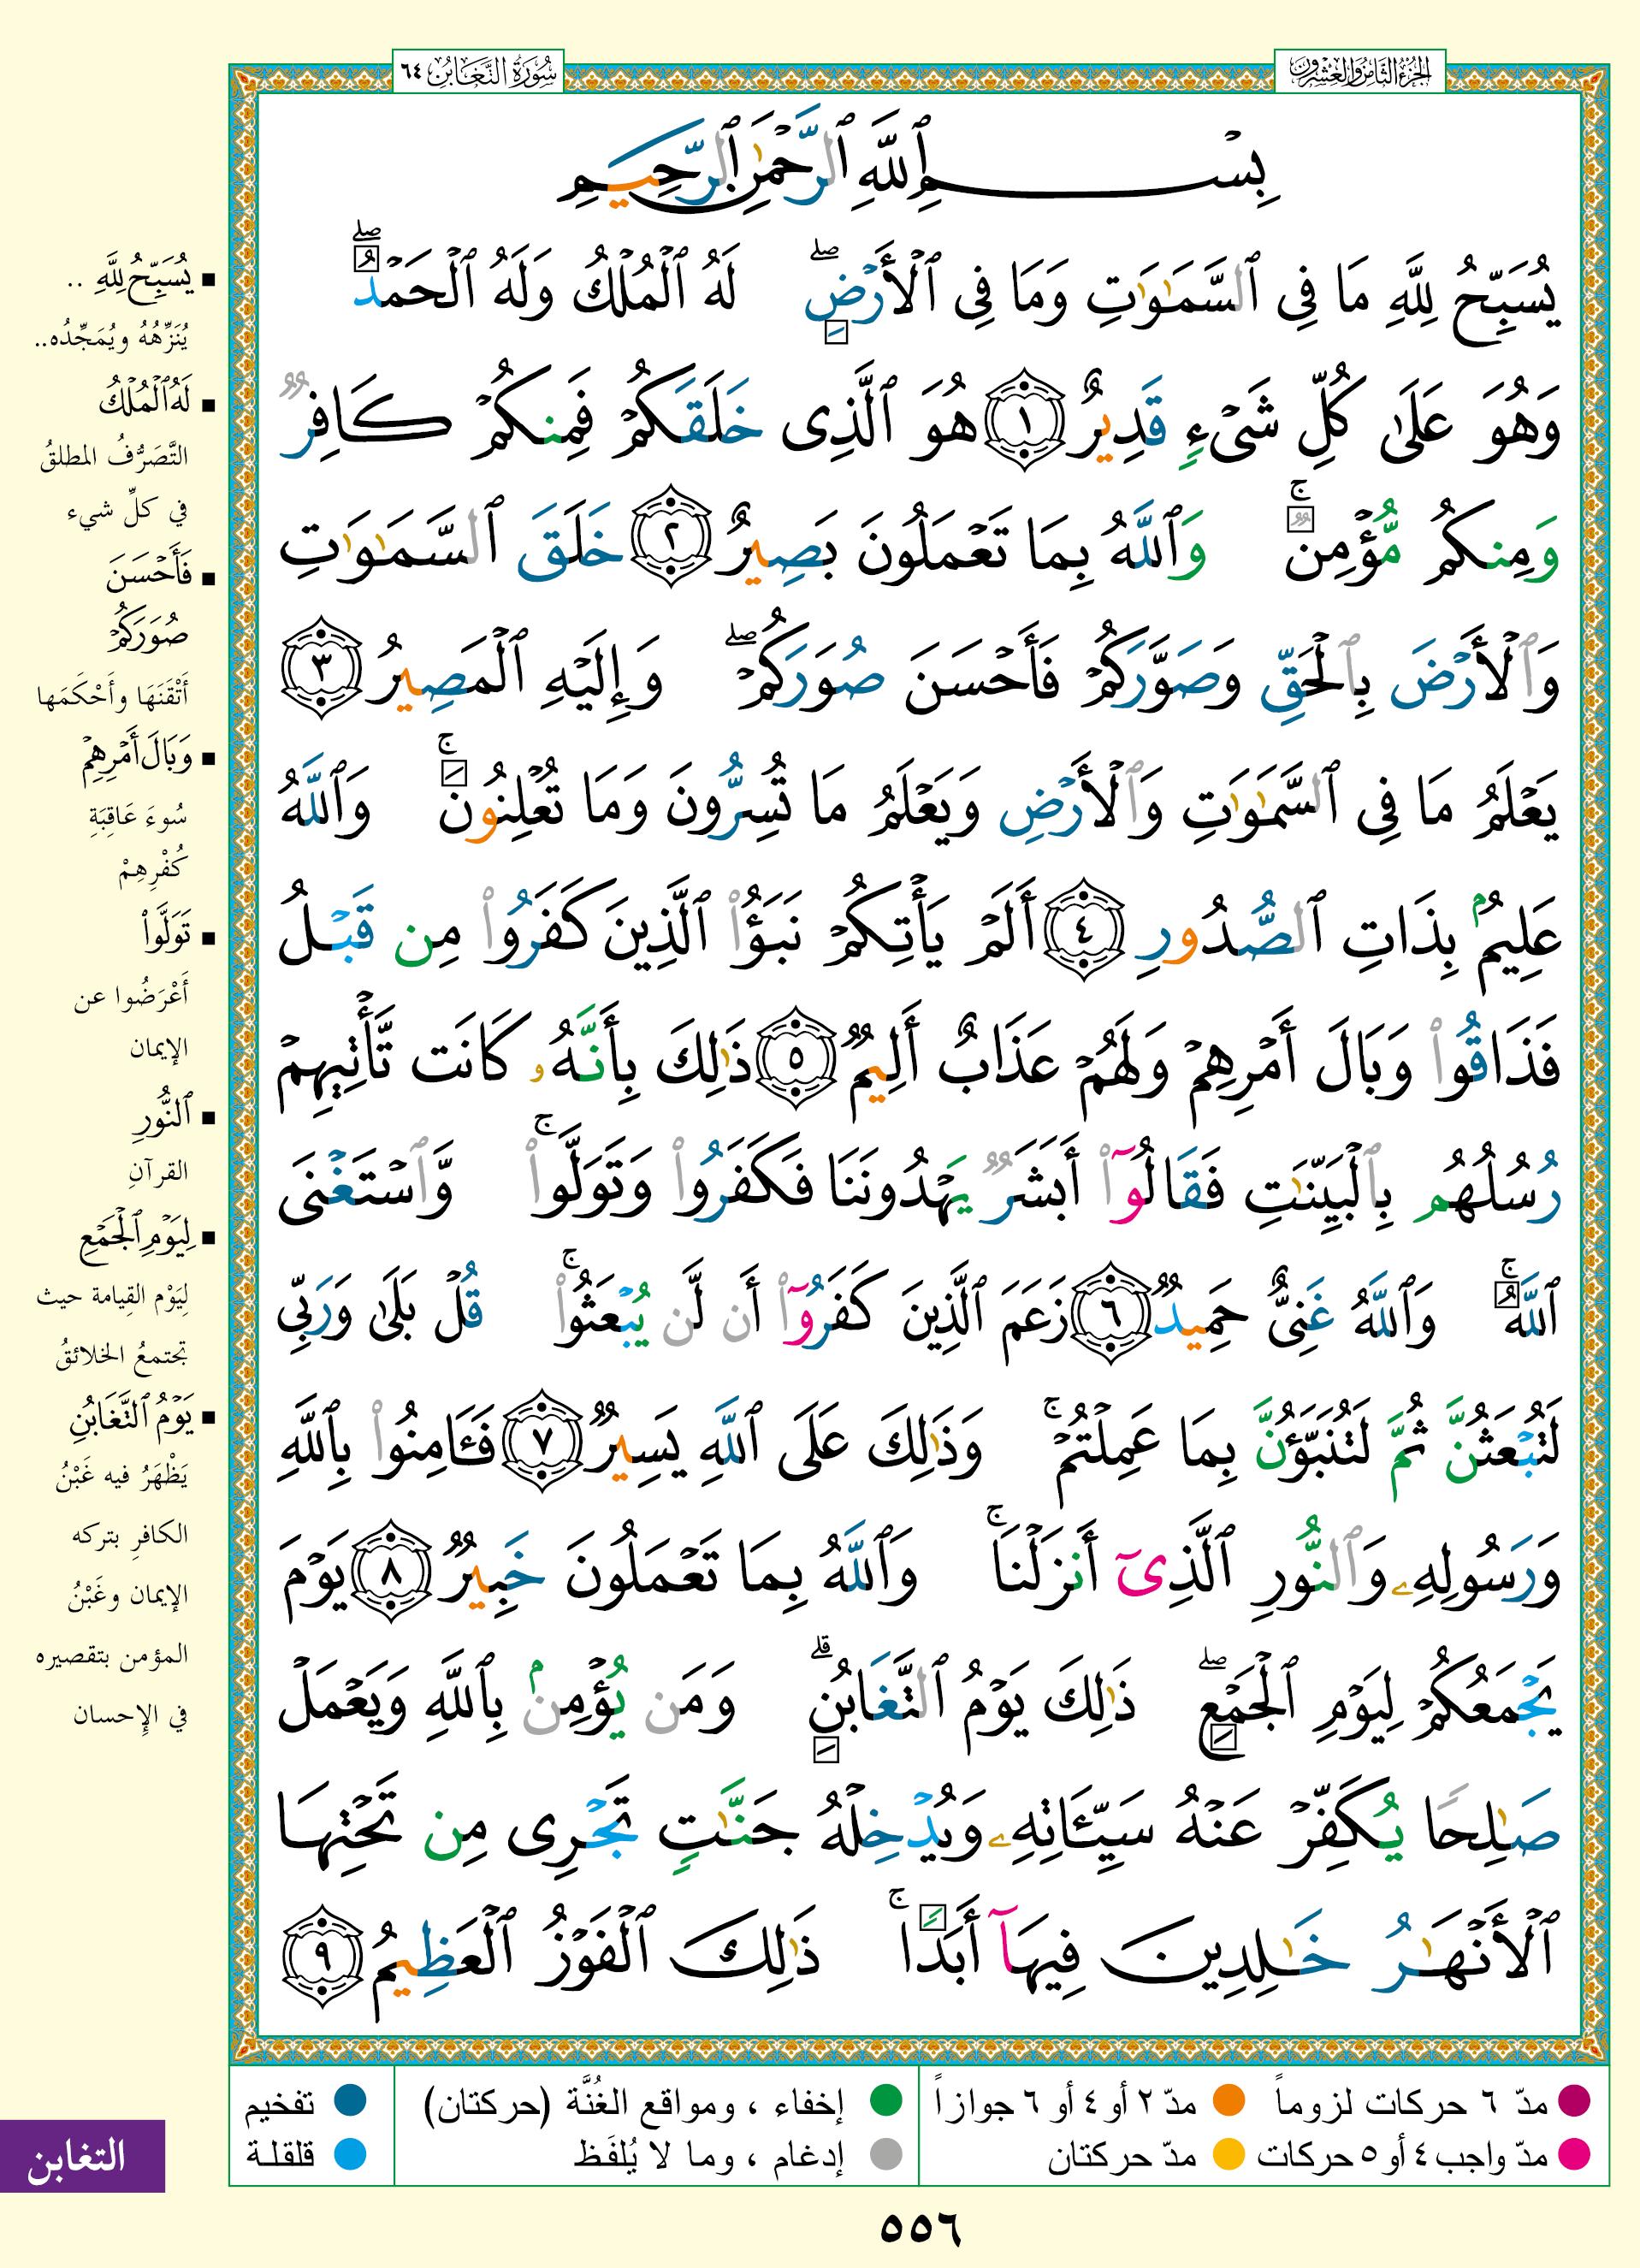 الجزء الثامن والعشرون
سُورَةُ التَّغَابُن ٦٤
بِسْمِ ٱللَّهِ ٱلرَّحْمَٰنِ ٱلرَّحِيمِ
يُسَبِّحُ لِلَّهِ مَا فِى ٱلسَّمَٰوَٰتِ وَمَا فِى ٱلْأَرْضِ ۖ لَهُ ٱلْمُلْكُ وَلَهُ ٱلْحَمْدُ ۖ
وَهُوَ عَلَىٰ كُلِّ شَىْءٍ قَدِيرٌ ١ هُوَ ٱلَّذِى خَلَقَكُمْ فَمِنكُمْ كَافِرٌ
وَمِنكُم مُّؤْمِنٌ ۚ وَٱللَّهُ بِمَا تَعْمَلُونَ بَصِيرٌ ٢ خَلَقَ ٱلسَّمَٰوَٰتِ
وَٱلْأَرْضَ بِٱلْحَقِّ وَصَوَّرَكُمْ فَأَحْسَنَ صُوَرَكُمْ ۖ وَإِلَيْهِ ٱلْمَصِيرُ ٣
يَعْلَمُ مَا فِى ٱلسَّمَٰوَٰتِ وَٱلْأَرْضِ وَيَعْلَمُ مَا تُسِرُّونَ وَمَا تُعْلِنُونَ ۚ وَٱللَّهُ
عَلِيمٌۢ بِذَاتِ ٱلصُّدُورِ ٤ أَلَمْ يَأْتِكُمْ نَبَؤُا۟ ٱلَّذِينَ كَفَرُوا۟ مِن قَبْلُ
فَذَاقُوا۟ وَبَالَ أَمْرِهِمْ وَلَهُمْ عَذَابٌ أَلِيمٌ ٥ ذَٰلِكَ بِأَنَّهُۥ كَانَت تَّأْتِيهِمْ
رُسُلُهُم بِٱلْبَيِّنَٰتِ فَقَالُوٓا۟ أَبَشَرٌ يَهْدُونَنَا فَكَفَرُوا۟ وَتَوَلَّوا۟ ۚ وَّٱسْتَغْنَى
ٱللَّهُ ۚ وَٱللَّهُ غَنِىٌّ حَمِيدٌ ٦ زَعَمَ ٱلَّذِينَ كَفَرُوٓا۟ أَن لَّن يُبْعَثُوا۟ ۚ قُلْ بَلَىٰ وَرَبِّى
لَتُبْعَثُنَّ ثُمَّ لَتُنَبَّؤُنَّ بِمَا عَمِلْتُمْ ۚ وَذَٰلِكَ عَلَى ٱللَّهِ يَسِيرٌ ٧ فَـَٔامِنُوا۟ بِٱللَّهِ
وَرَسُولِهِۦ وَٱلنُّورِ ٱلَّذِىٓ أَنزَلْنَا ۚ وَٱللَّهُ بِمَا تَعْمَلُونَ خَبِيرٌ ٨ يَوْمَ
يَجْمَعُكُمْ لِيَوْمِ ٱلْجَمْعِ ۖ ذَٰلِكَ يَوْمُ ٱلتَّغَابُنِ ۗ وَمَن يُؤْمِنۢ بِٱللَّهِ وَيَعْمَلْ
صَٰلِحًا يُكَفِّرْ عَنْهُ سَيِّـَٔاتِهِۦ وَيُدْخِلْهُ جَنَّٰتٍ تَجْرِى مِن تَحْتِهَا
ٱلْأَنْهَٰرُ خَٰلِدِينَ فِيهَآ أَبَدًا ۚ ذَٰلِكَ ٱلْفَوْزُ ٱلْعَظِيمُ ٩
▪ يُسَبِّحُ لِلَّهِ ..
يُنَزِّهُهُ ويُمَجِّدُه..
▪ لَهُ ٱلْمُلْكُ
التَّصَرُّفُ المطلقُ
في كلِّ شيء
▪ فَأَحْسَنَ
صُوَرَكُمْ
أَتْقَنَهَا وأَحْكَمَها
▪ وَبَالَ أَمْرِهِمْ
سُوءَ عَاقِبَةِ
كُفْرِهِمْ
▪ تَوَلَّوا۟
أَعْرَضُوا عن
الإيمان
▪ ٱلنُّورِ
القرآنِ
▪ لِيَوْمِ ٱلْجَمْعِ
لِيَوْم القِيامة حيث
تجتمعُ الخلائقُ
▪ يَوْمُ ٱلتَّغَابُنِ
يَظْهَرُ فيه غَبْنُ
الكافرِ بتركه
الإيمان وغَبْنُ
المؤمن بتقصيره
في الإحسان
مدّ ٦ حركات لزوماً مدّ ٢ أو ٤ أو ٦ جوازاً إخفاء ، ومواقع الغُنَّة (حركتان) تفخيم
مدّ واجب ٤ أو ٥ حركات مدّ حركتان إدغام ، وما لا يُلفَظ قلقلة
التغابن
٥٥٦